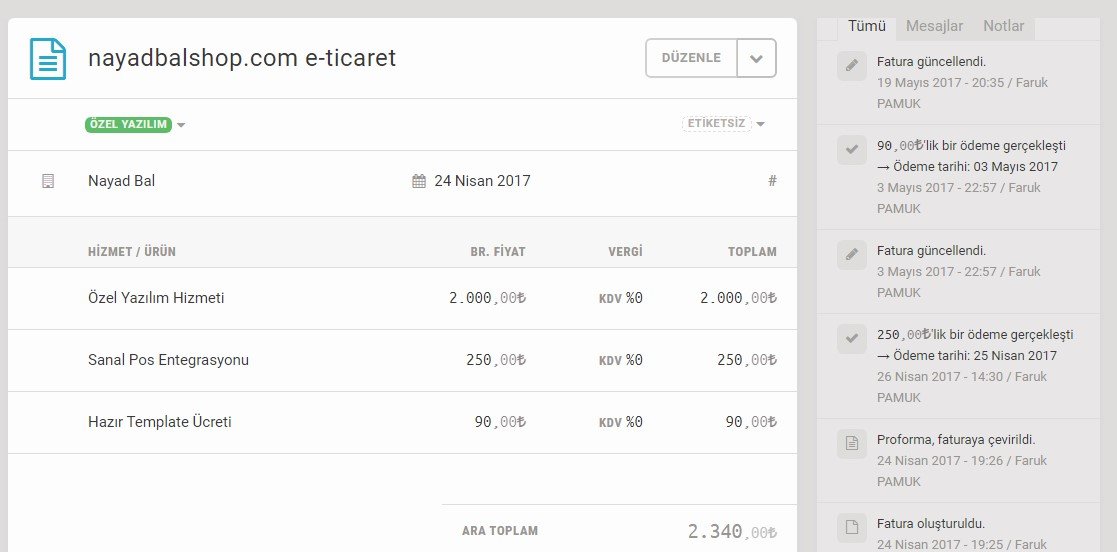 nayadbalshop.com e-ticaret
DÜZENLE
ÖZEL YAZILIM
ETİKETSİZ
Nayad Bal
24 Nisan 2017
#
HİZMET / ÜRÜN BR. FİYAT VERGİ TOPLAM
Özel Yazılım Hizmeti 2.000,00₺ KDV %0 2.000,00₺
Sanal Pos Entegrasyonu 250,00₺ KDV %0 250,00₺
Hazır Template Ücreti 90,00₺ KDV %0 90,00₺
ARA TOPLAM 2.340,00₺
Tümü Mesajlar Notlar
Fatura güncellendi.
19 Mayıs 2017 - 20:35 / Faruk
PAMUK
90,00₺'lik bir ödeme gerçekleşti
→ Ödeme tarihi: 03 Mayıs 2017
3 Mayıs 2017 - 22:57 / Faruk
PAMUK
Fatura güncellendi.
3 Mayıs 2017 - 22:57 / Faruk
PAMUK
250,00₺'lik bir ödeme gerçekleşti
→ Ödeme tarihi: 25 Nisan 2017
26 Nisan 2017 - 14:30 / Faruk
PAMUK
Proforma, faturaya çevirildi.
24 Nisan 2017 - 19:26 / Faruk
PAMUK
Fatura oluşturuldu.
24 Nisan 2017 - 19:25 / Faruk